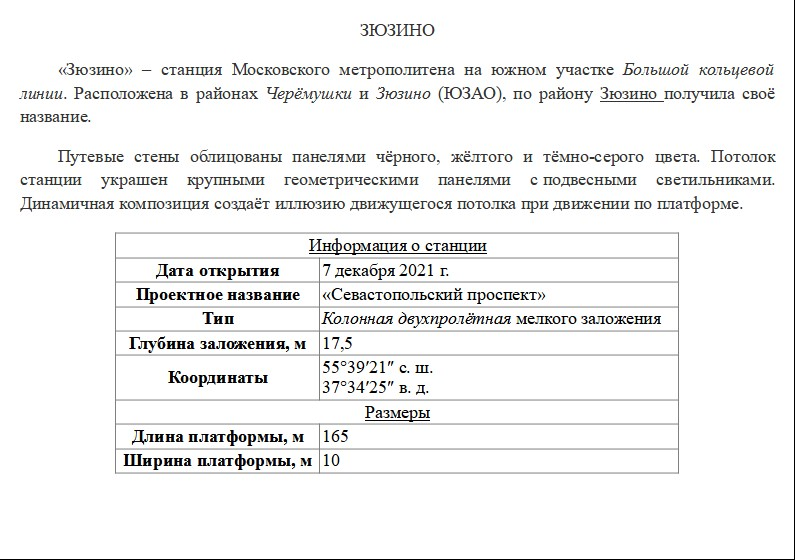 ЗЮЗИНО
«Зюзино» – станция Московского метрополитена на южном участке Большой кольцевой
линии. Расположена в районах Черёмушки и Зюзино (ЮЗАО), по району Зюзино получила своё
название.
Путевые стены облицованы панелями чёрного, жёлтого и тёмно-серого цвета. Потолок
станции украшен крупными геометрическими панелями с подвесными светильниками.
Динамичная композиция создаёт иллюзию движущегося потолка при движении по платформе.
Информация о станции
Дата открытия 7 декабря 2021 г.
Проектное название «Севастопольский проспект»
Тип Колонная двухпролётная мелкого заложения
Глубина заложения, м 17,5
Координаты 55°39′21″ с. ш.
37°34′25″ в. д.
Размеры
Длина платформы, м 165
Ширина платформы, м 10